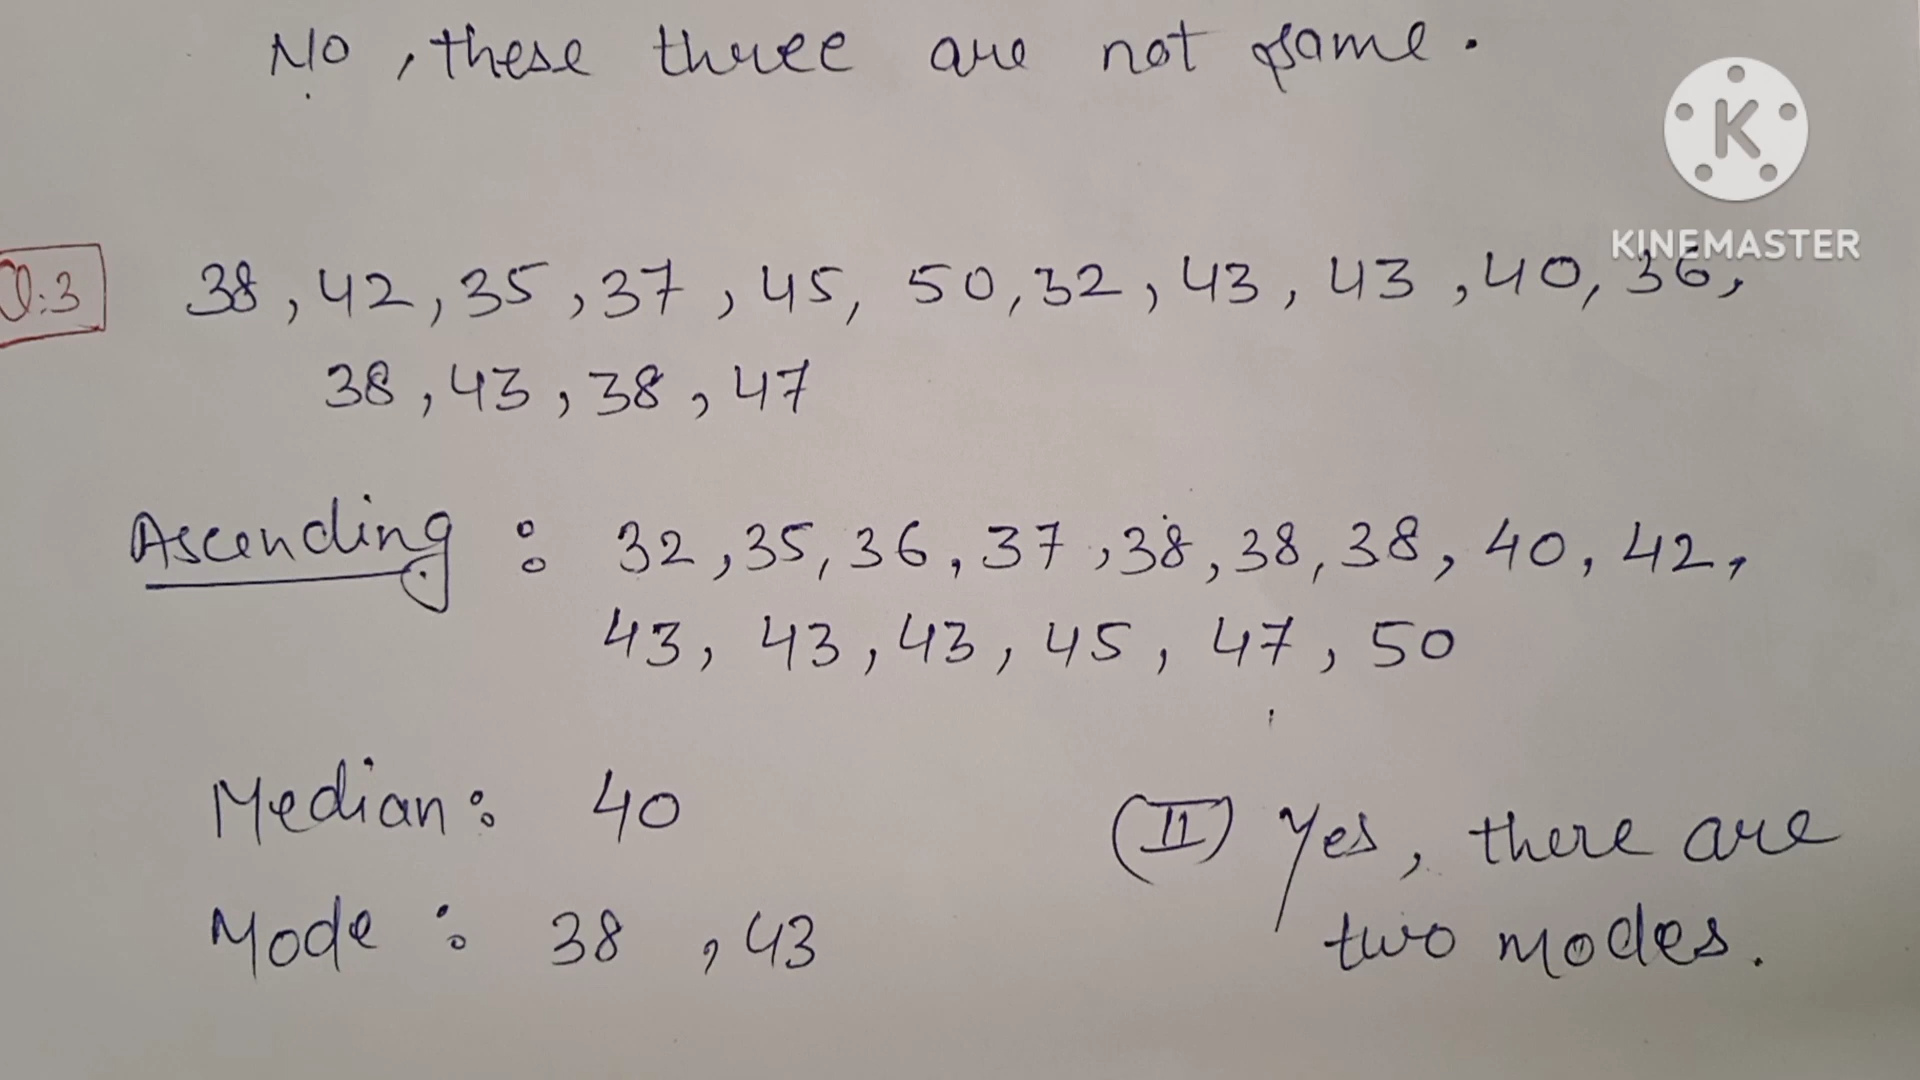 No, these three are not same.
K
KINEMASTER
Q.3 38, 42, 35, 37, 45, 50, 32, 43, 43, 40, 36,
38, 43, 38, 47
Ascending : 32, 35, 36, 37, 38, 38, 38, 40, 42,
43, 43, 43, 45, 47, 50
Median : 40
(II) Yes, there are
Mode : 38, 43
two modes.